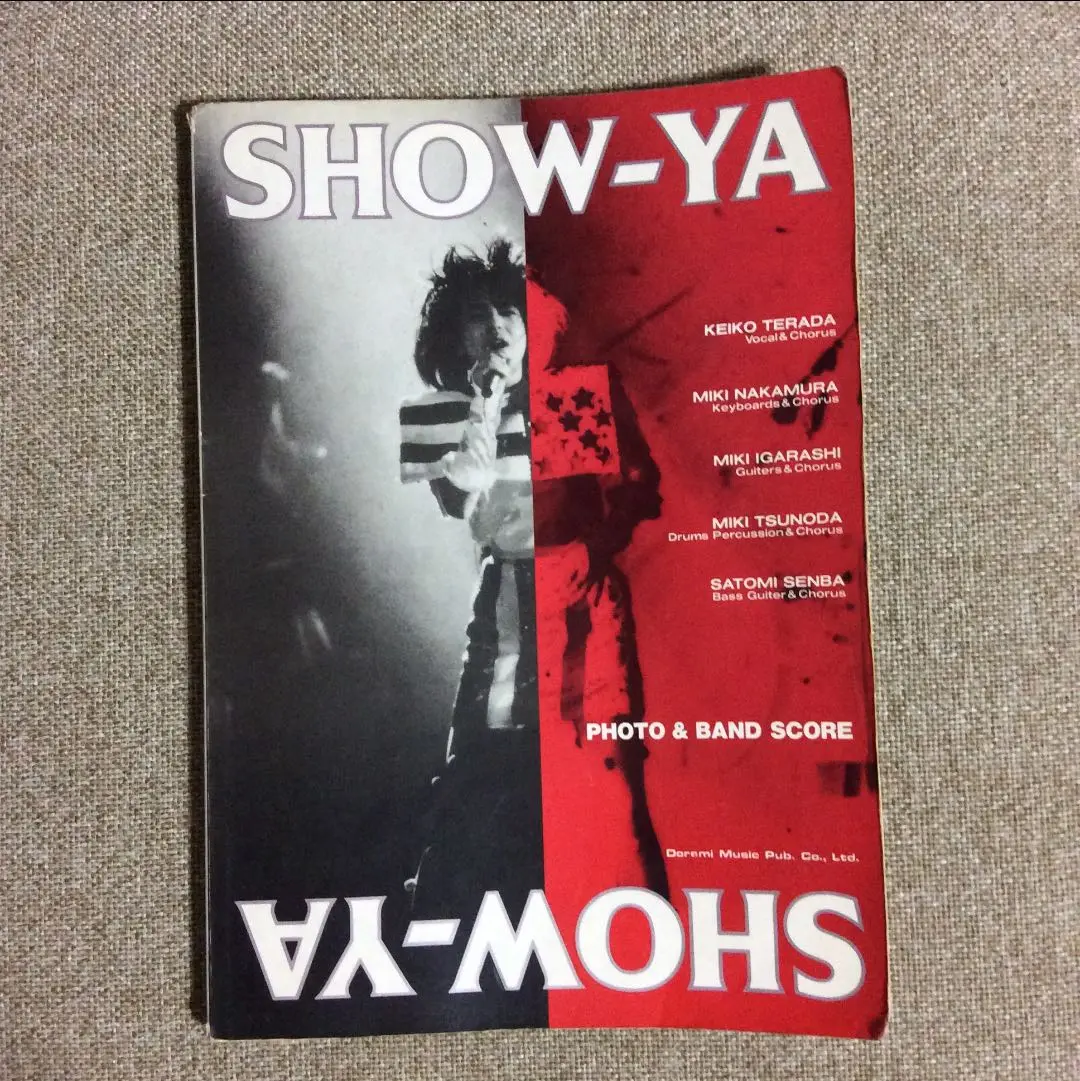 SHOW-YA
KEIKO TERADA
Vocal & Chorus
MIKI NAKAMURA
Keyboards & Chorus
MIKI IGARASHI
Guiters & Chorus
MIKI TSUNODA
Drums Percussion & Chorus
SATOMI SENBA
Bass Guiter & Chorus
PHOTO & BAND SCORE
Doremi Music Pub. Co., Ltd.
SHOW-YA